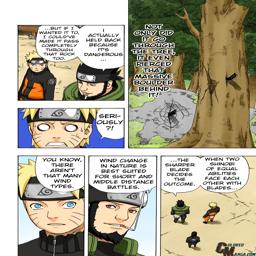 NOT
ONLY DID
IT GO
THROUGH
THE TREE,
IT EVEN
PIERCED
THAT
MASSIVE
BOULDER
BEHIND
IT!
ACTUALLY
HELD BACK
BECAUSE
IT'S
DANGEROUS...
...BUT IF
I WANTED
IT TO,
I COULD'VE
MADE IT PASS
COMPLETELY
THROUGH
THAT ROCK
TOO.
SERI-
OUSLY
?!
WHEN TWO
SHINOBI
OF EQUAL
ABILITIES
FACE EACH
OTHER WITH
BLADES...
...THE
SHARPER
BLADE
DECIDES
THE
OUTCOME.
WIND CHANGE
IN NATURE IS
BEST SUITED
FOR SHORT AND
MIDDLE DISTANCE
BATTLES.
YOU KNOW,
THERE
AREN'T THAT
MANY WIND
TYPES.